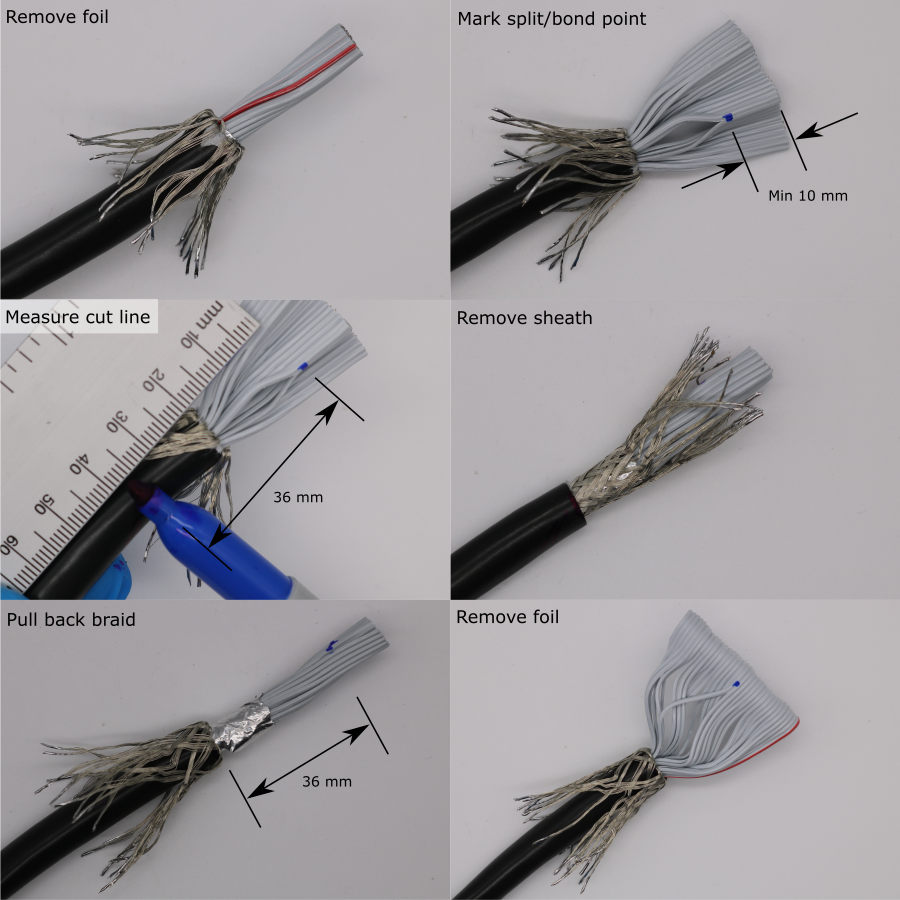 Remove foil
Mark split/bond point
Min 10 mm
Measure cut line
mm 10
20
30
40
50
60
36 mm
Remove sheath
Pull back braid
36 mm
Remove foil